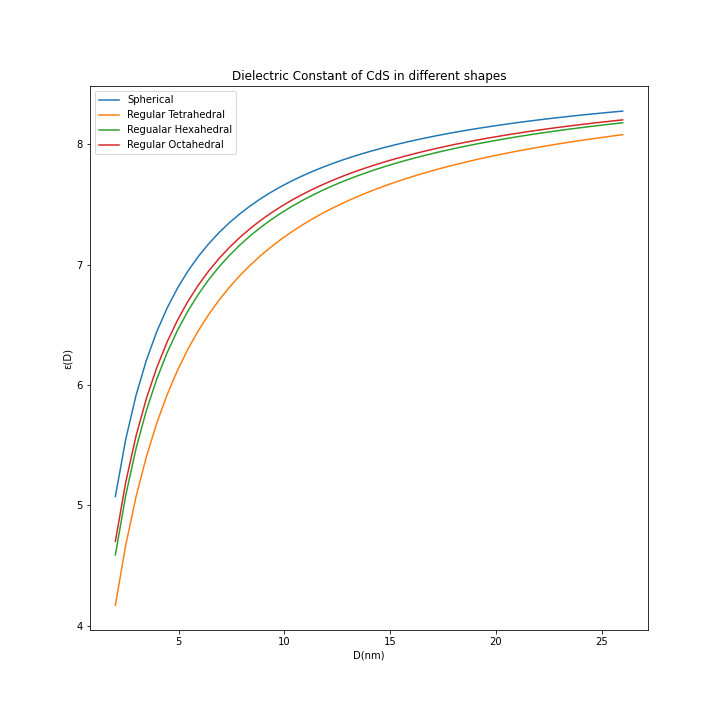 Dielectric Constant of CdS in different shapes
Spherical
Regular Tetrahedral
Regualar Hexahedral
Regular Octahedral
8
7
6
5
4
ε(D)
5 10 15 20 25
D(nm)